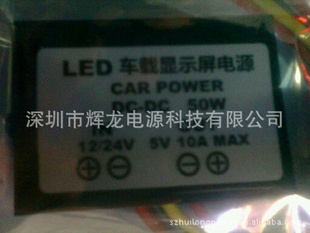 LED 车载显示屏电源
CAR POWER
DC-DC 50W
深圳市辉龙电源科技有限公司
IN
12/24V 5V 10A MAX
⊕ ⊖ ⊕ ⊖